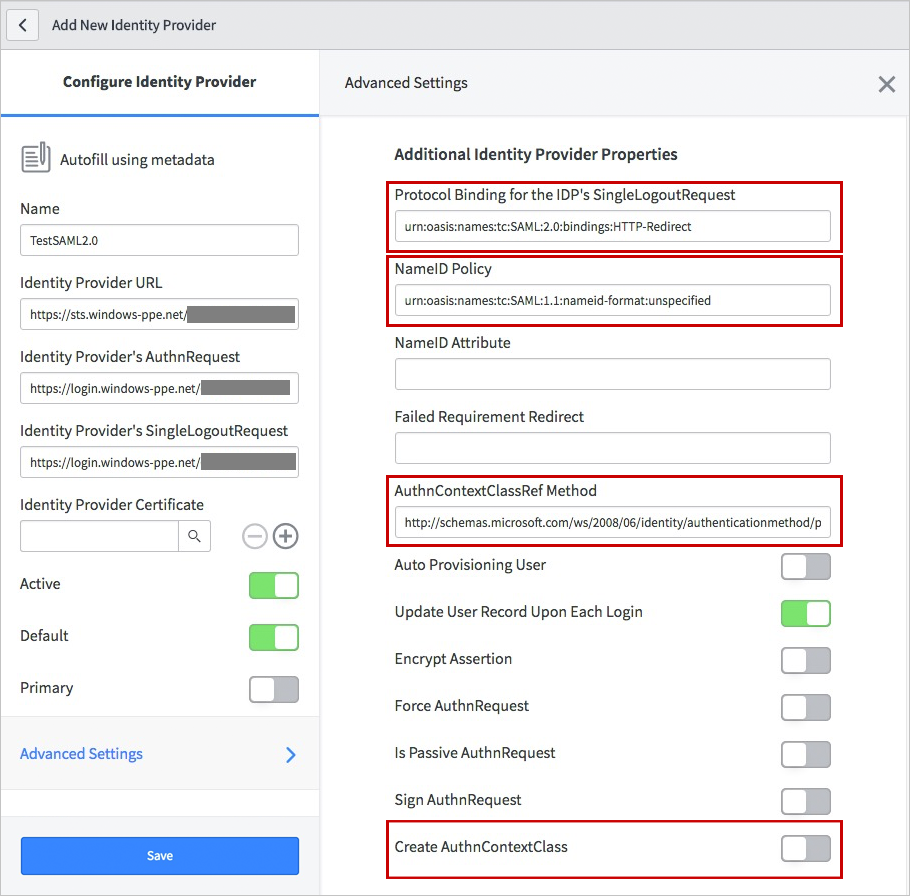 Add New Identity Provider
Configure Identity Provider
Autofill using metadata
Name
TestSAML2.0
Identity Provider URL
https://sts.windows-ppe.net/
Identity Provider's AuthnRequest
https://login.windows-ppe.net/
Identity Provider's SingleLogoutRequest
https://login.windows-ppe.net/
Identity Provider Certificate
Active
Default
Primary
Advanced Settings
Save
Advanced Settings
Additional Identity Provider Properties
Protocol Binding for the IDP's SingleLogoutRequest
urn:oasis:names:tc:SAML:2.0:bindings:HTTP-Redirect
NameID Policy
urn:oasis:names:tc:SAML:1.1:nameid-format:unspecified
NameID Attribute
Failed Requirement Redirect
AuthnContextClassRef Method
http://schemas.microsoft.com/ws/2008/06/identity/authenticationmethod/p
Auto Provisioning User
Update User Record Upon Each Login
Encrypt Assertion
Force AuthnRequest
Is Passive AuthnRequest
Sign AuthnRequest
Create AuthnContextClass